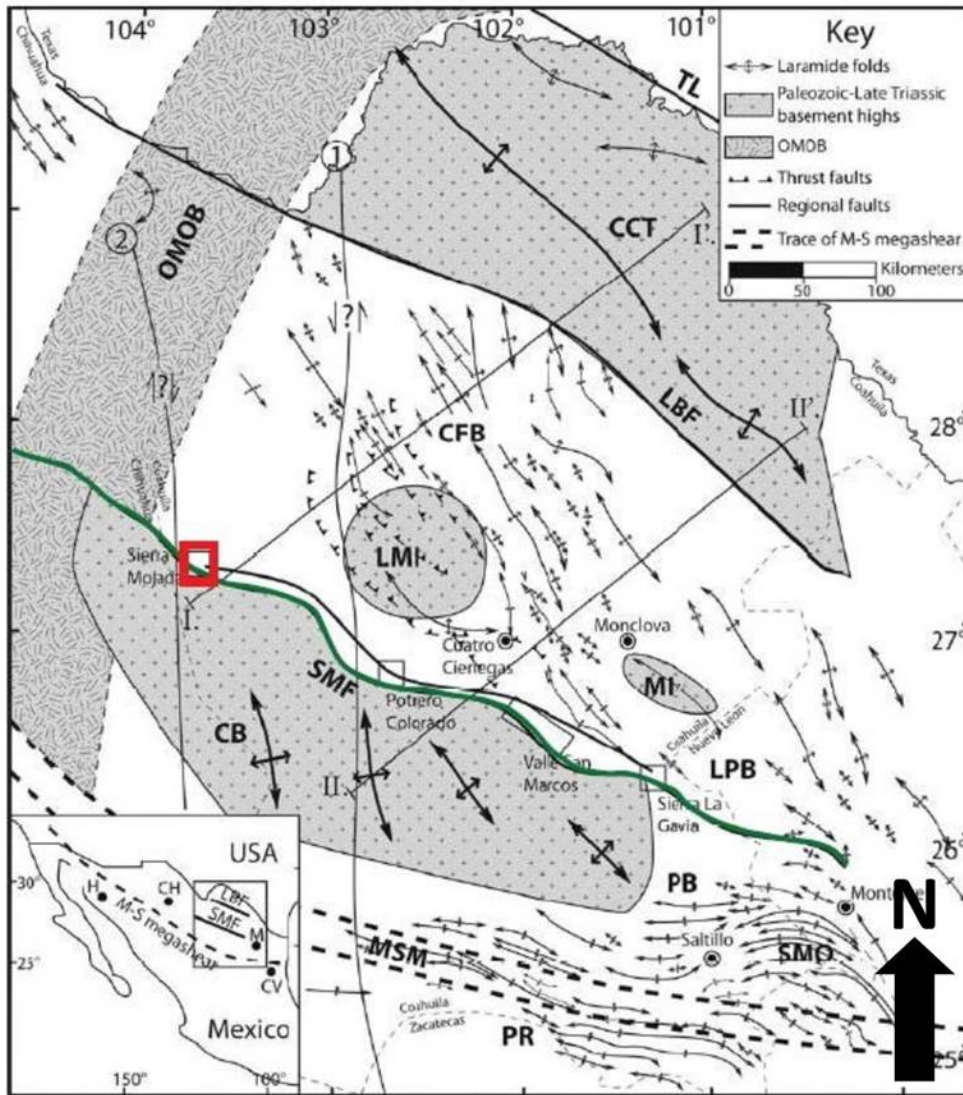 104°
103°
102°
101°
Key
Laramide folds
Paleozoic-Late Triassic
basement highs
OMOB
Thrust faults
Regional faults
Trace of M-S megashear
Kilometers
0 50 100
Texas
Chihuahua
TL
1
2
OMOB
CCT
I'.
?
?
Texas
Coahuila
LBF
II'.
28°
CFB
Coahuila
Chihuahua
LMI
Sierra
Mojada
I.
27°
Monclova
Cuatro
Cienegas
MI
SMF
Potrero
Colorado
Coahuila
Nuevo León
CB
LPB
Valle San
Marcos
II.
Sierra La
Gavia
26°
USA
30°
H
CH
LBF
SMF
M
M-S megashear
25°
CV
Mexico
150°
100°
PB
N
Saltillo
SMO
MSM
Coahuila
Zacatecas
PR
25°